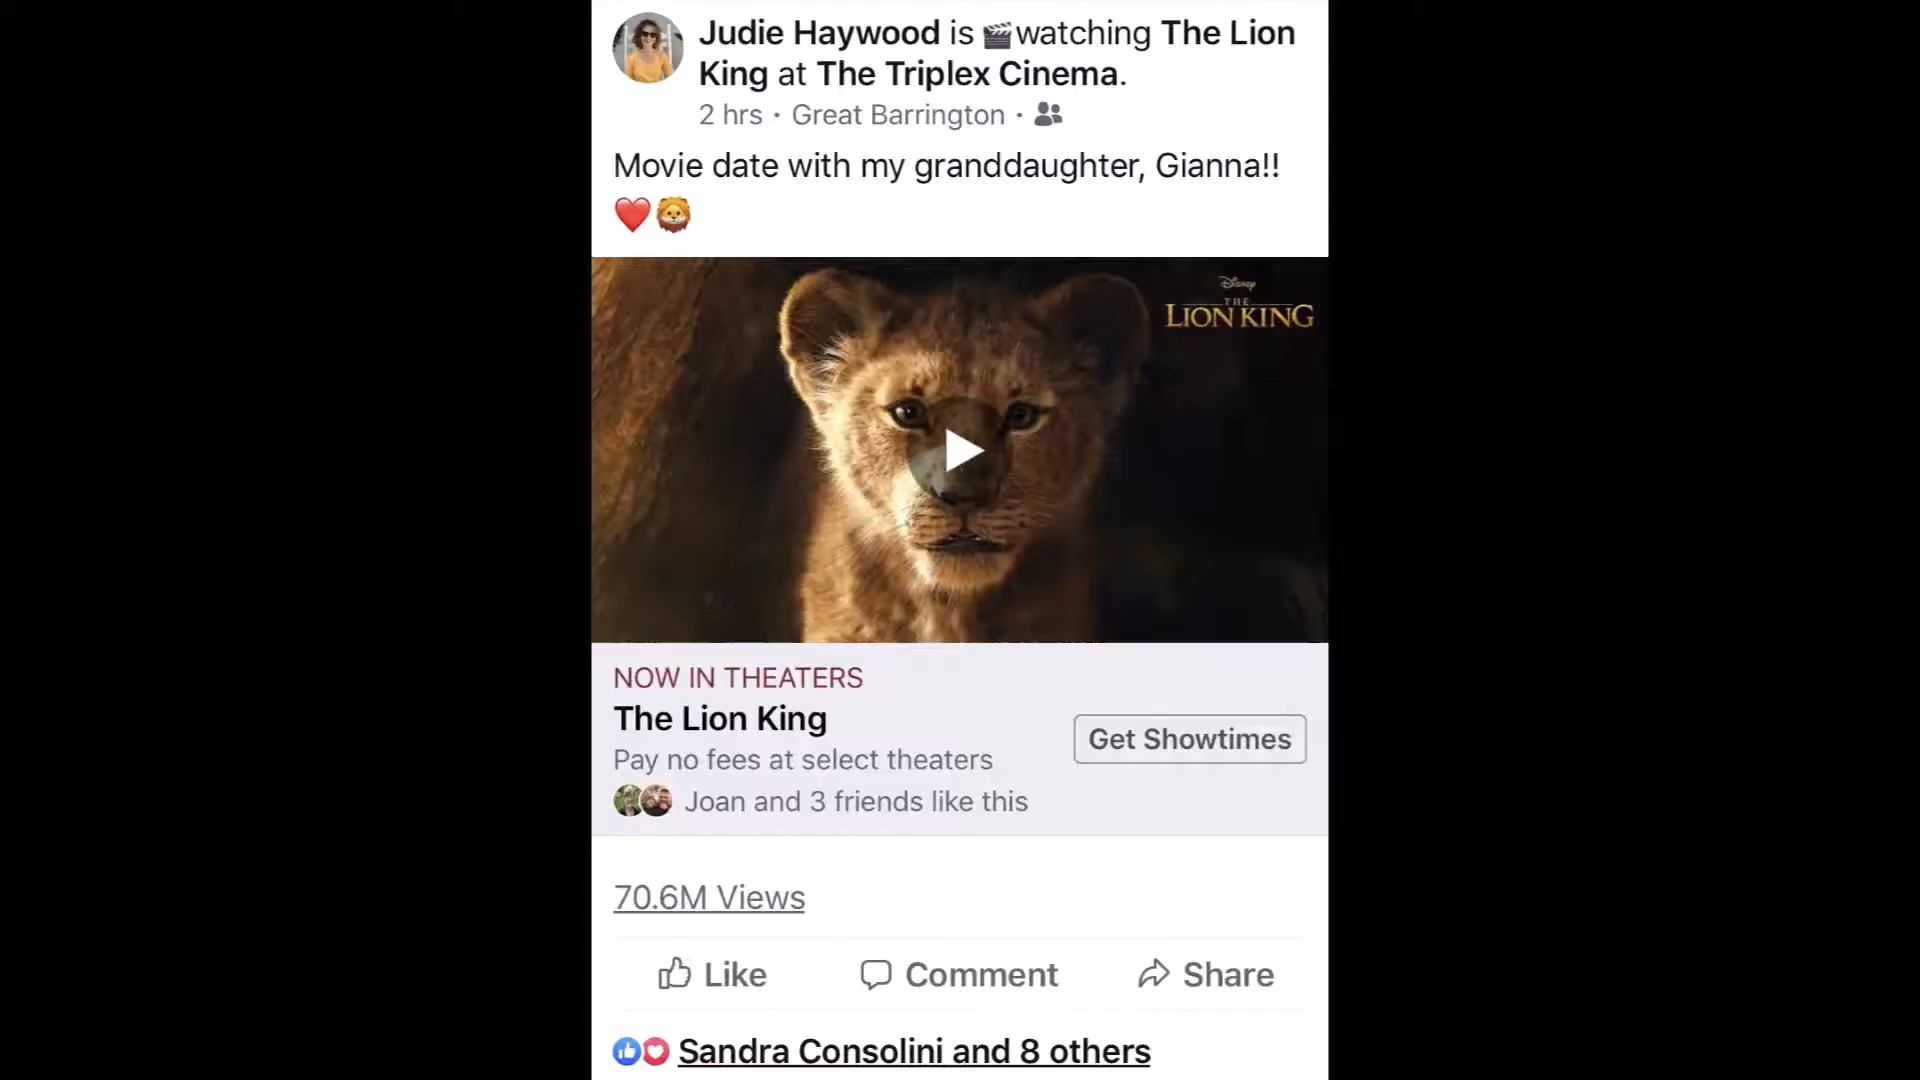 Judie Haywood is 🎬watching The Lion
King at The Triplex Cinema.
2 hrs · Great Barrington ·
Movie date with my granddaughter, Gianna!!
❤️🦁
Disney
THE
LION KING
NOW IN THEATERS
The Lion King
Pay no fees at select theaters
Get Showtimes
Joan and 3 friends like this
70.6M Views
Like
Comment
Share
Sandra Consolini and 8 others